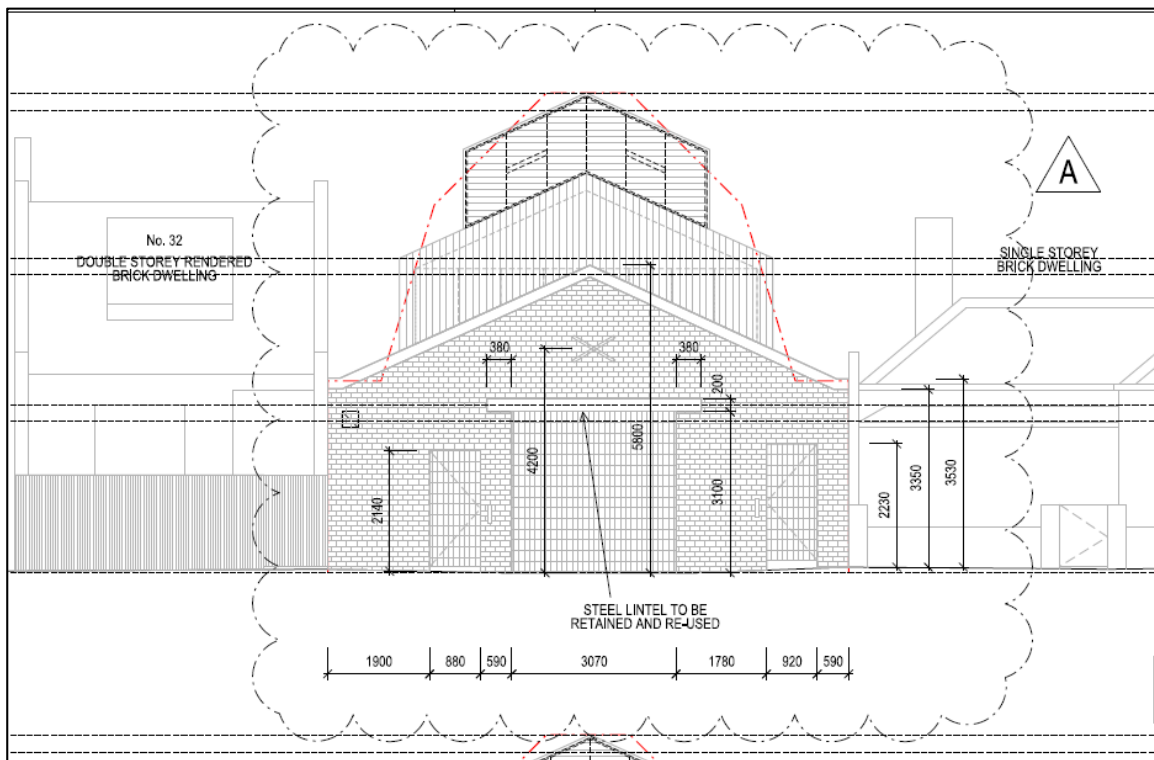 A
No. 32
DOUBLE STOREY RENDERED
BRICK DWELLING
SINGLE STOREY
BRICK DWELLING
380
380
200
4200
5800
3100
2140
2230
3350
3530
STEEL LINTEL TO BE
RETAINED AND RE-USED
1900 880 590 3070 1780 920 590